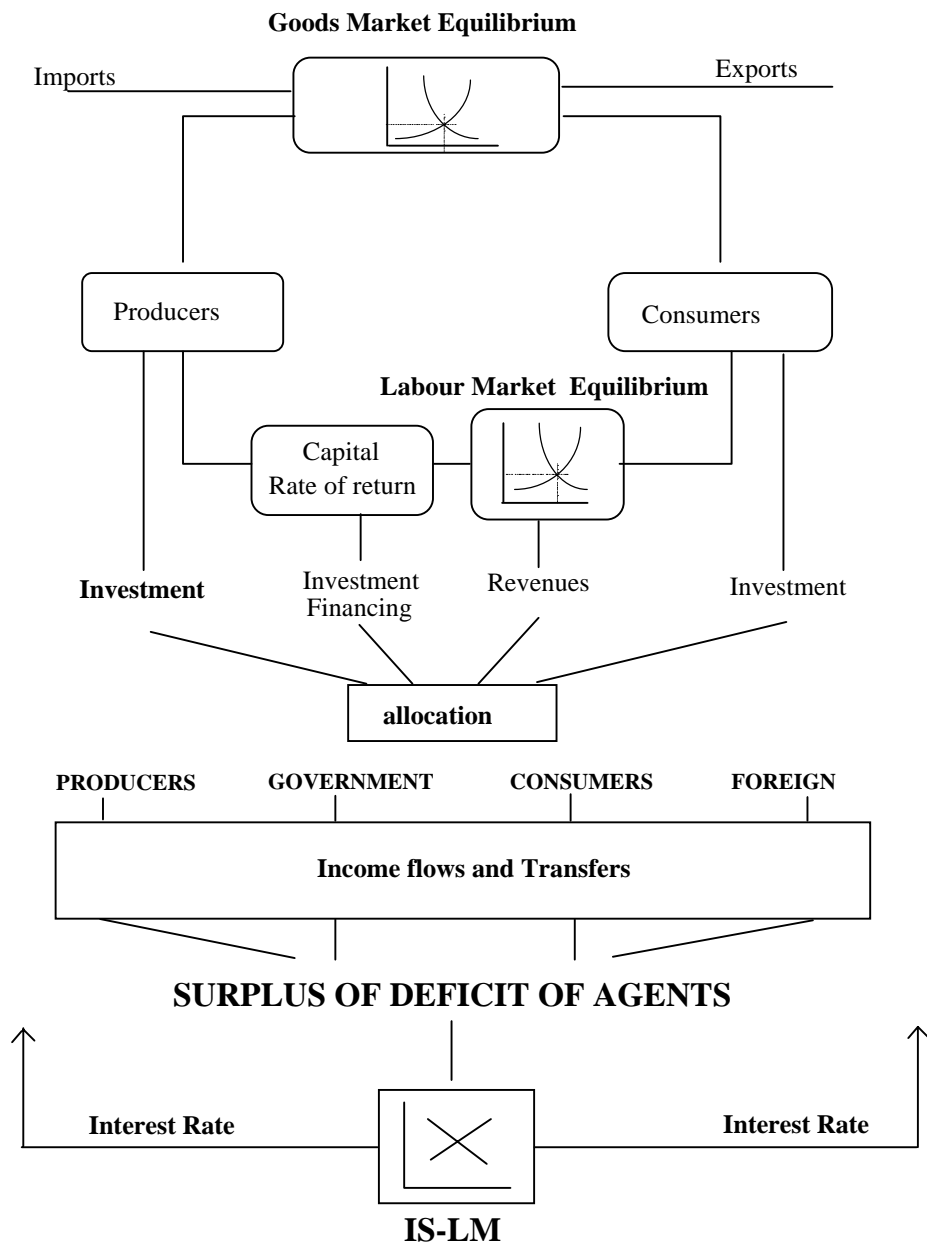 Goods Market Equilibrium
Imports
Exports
Producers
Consumers
Labour Market Equilibrium
Capital
Rate of return
Investment
Investment
Financing
Revenues
Investment
allocation
PRODUCERS
GOVERNMENT
CONSUMERS
FOREIGN
Income flows and Transfers
SURPLUS OF DEFICIT OF AGENTS
Interest Rate
Interest Rate
IS-LM